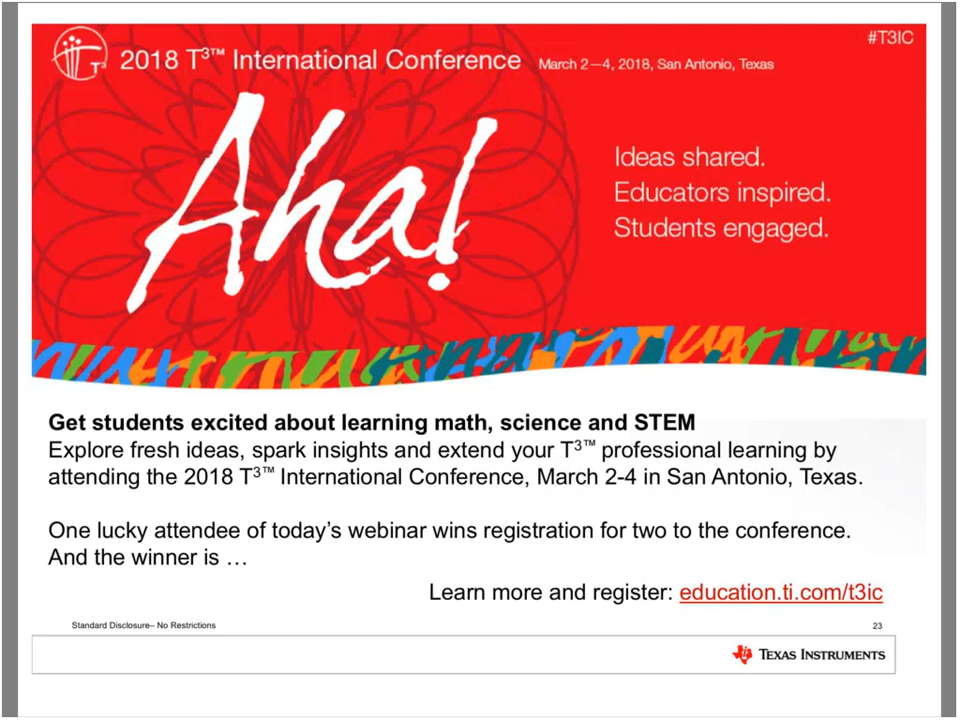 #T3IC
2018 T³™ International Conference March 2—4, 2018, San Antonio, Texas
Aha!
Ideas shared.
Educators inspired.
Students engaged.
Get students excited about learning math, science and STEM
Explore fresh ideas, spark insights and extend your T³™ professional learning by
attending the 2018 T³™ International Conference, March 2-4 in San Antonio, Texas.
One lucky attendee of today’s webinar wins registration for two to the conference.
And the winner is …
Learn more and register: education.ti.com/t3ic
Standard Disclosure– No Restrictions 23
TEXAS INSTRUMENTS